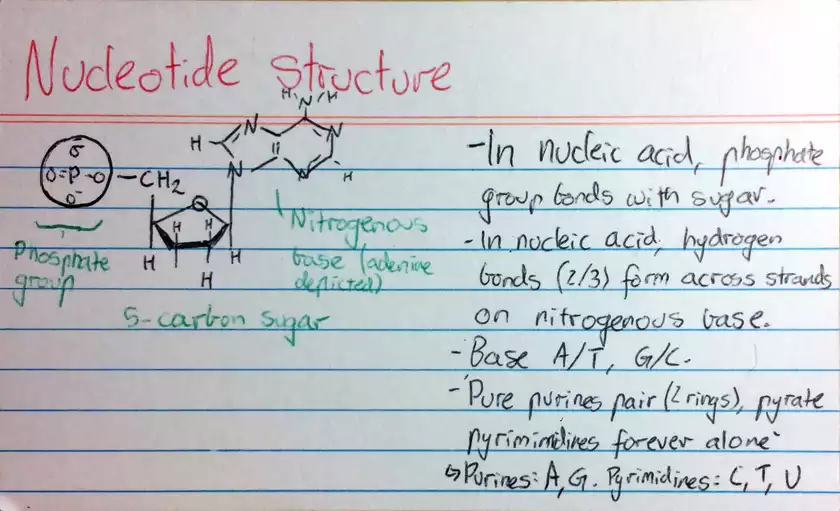 Nucleotide Structure
H N H
H N N
O⁻
O=P-O-CH₂
O⁻
N N
H
O
H H
H H
H
Phosphate
group
5-carbon sugar
Nitrogenous
base (adenine
depicted)
-In nucleic acid, phosphate
group bonds with sugar.
-In nucleic acid, hydrogen
bonds (2/3) form across strands
on nitrogenous base.
-Base A/T, G/C.
-"Pure purines pair (2 rings), pyrate
pyrimimidines forever alone"
↳Purines: A, G. Pyrimidines: C, T, U